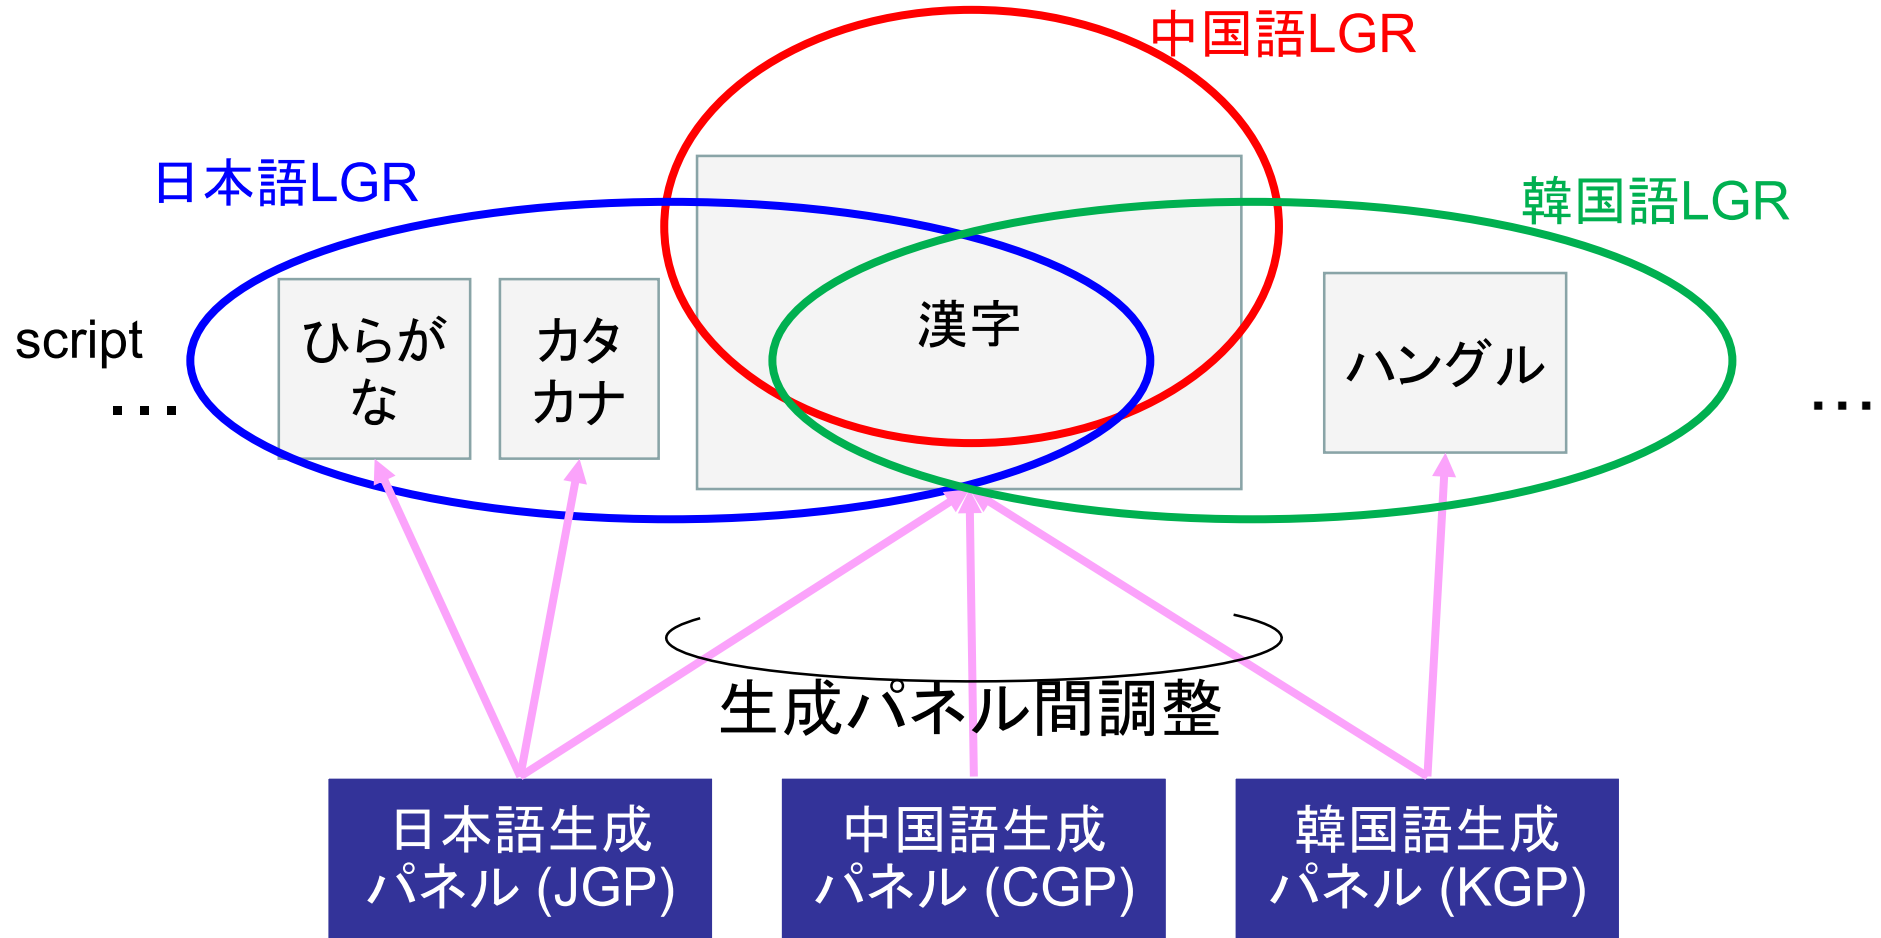 中国語LGR
日本語LGR
韓国語LGR
script
…
ひらが
な
カタ
カナ
漢字
ハングル
…
生成パネル間調整
日本語生成
パネル (JGP)
中国語生成
パネル (CGP)
韓国語生成
パネル (KGP)